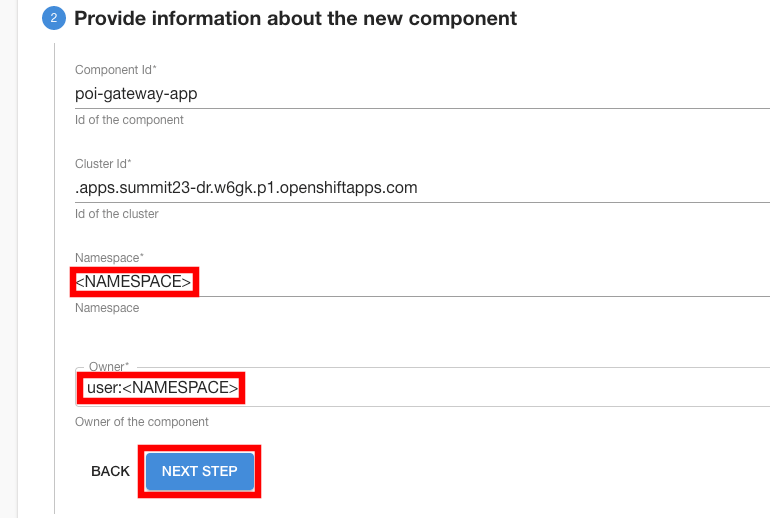 2 Provide information about the new component
Component Id*
poi-gateway-app
Id of the component
Cluster Id*
.apps.summit23-dr.w6gk.p1.openshiftapps.com
Id of the cluster
Namespace*
<NAMESPACE>
Namespace
Owner*
user:<NAMESPACE>
Owner of the component
BACK NEXT STEP